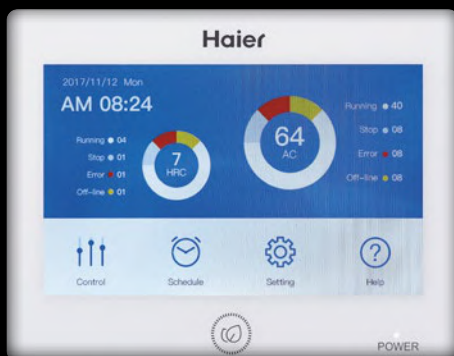 Haier
2017/11/12 Mon
AM 08:24
Running 04
Stop 01
Error 01
Off-line 01
7
HRC
64
AC
Running 40
Stop 08
Error 08
Off-line 08
Control
Schedule
Setting
Help
POWER